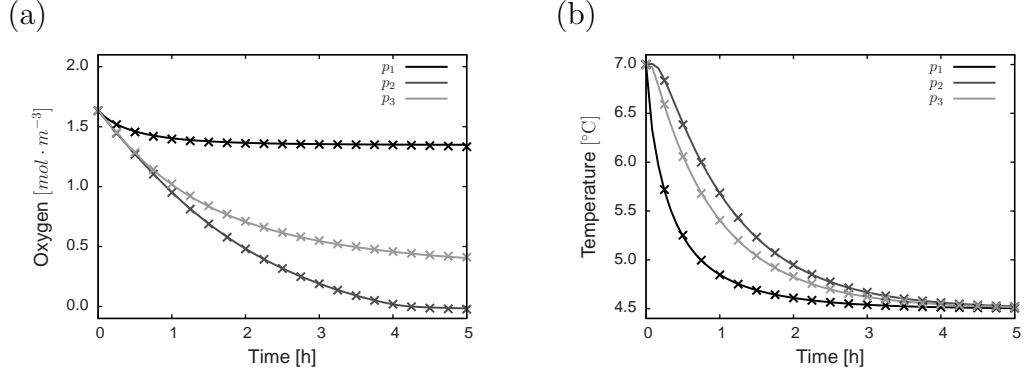 (a)
2.0
1.5
1.0
0.5
0.0
0 1 2 3 4 5
Oxygen [mol · m⁻³]
Time [h]
p₁
p₂
p₃
(b)
7.0
6.5
6.0
5.5
5.0
4.5
0 1 2 3 4 5
Temperature [°C]
Time [h]
p₁
p₂
p₃